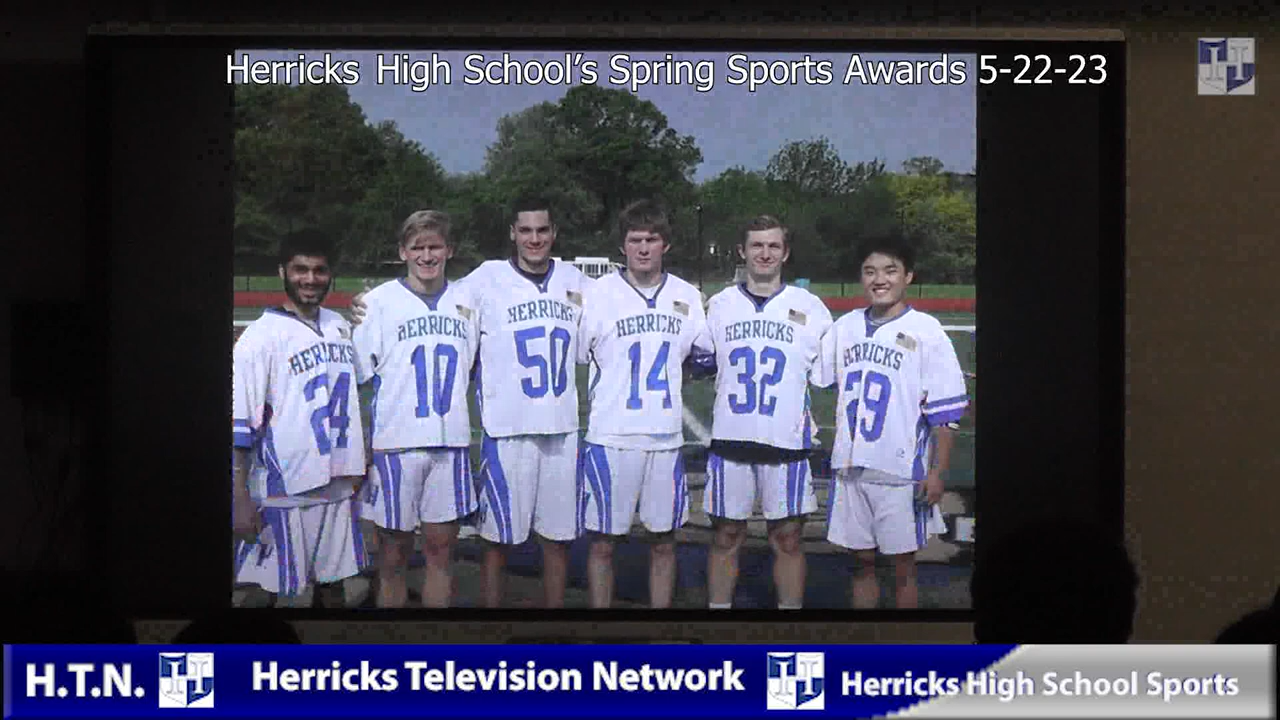 Herricks High School's Spring Sports Awards 5-22-23
HERRICKS
24
HERRICKS
10
HERRICKS
50
HERRICKS
14
HERRICKS
32
HERRICKS
29
H.T.N.
Herricks Television Network
Herricks High School Sports